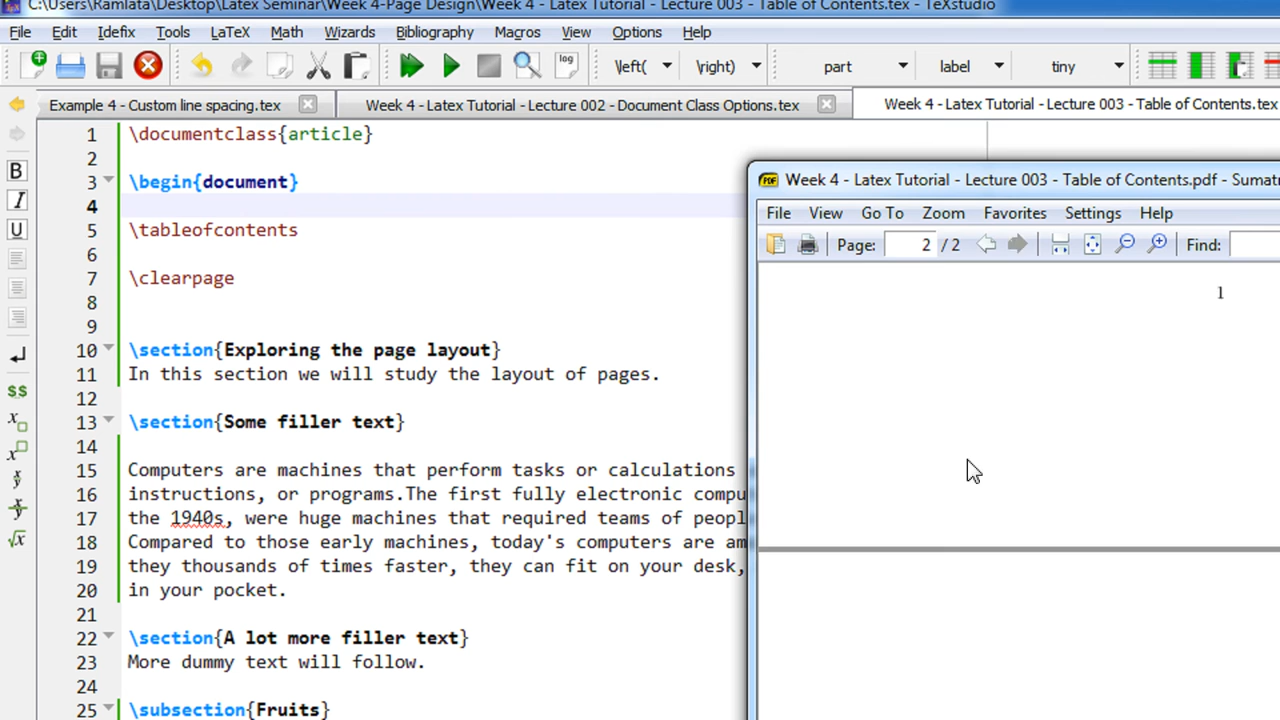 C:\Users\Ramlata\Desktop\Latex Seminar\Week 4-Page Design\Week 4 - Latex Tutorial - Lecture 003 - Table of Contents.tex - TeXstudio
File Edit Idefix Tools LaTeX Math Wizards Bibliography Macros View Options Help
log \left( \right) part label tiny
Example 4 - Custom line spacing.tex Week 4 - Latex Tutorial - Lecture 002 - Document Class Options.tex Week 4 - Latex Tutorial - Lecture 003 - Table of Contents.tex
1 \documentclass{article}
2
3 \begin{document}
4
5 \tableofcontents
6
7 \clearpage
8
9
10 \section{Exploring the page layout}
11 In this section we will study the layout of pages.
12
13 \section{Some filler text}
14
15 Computers are machines that perform tasks or calculations
16 instructions, or programs.The first fully electronic compu
17 the 1940s, were huge machines that required teams of peopl
18 Compared to those early machines, today's computers are am
19 they thousands of times faster, they can fit on your desk,
20 in your pocket.
21
22 \section{A lot more filler text}
23 More dummy text will follow.
24
25 \subsection{Fruits}
B
I
U
$$
x
x
x
y
x
y
√x
PDF Week 4 - Latex Tutorial - Lecture 003 - Table of Contents.pdf - Sumatr
File View Go To Zoom Favorites Settings Help
Page: 2 / 2 Find:
1